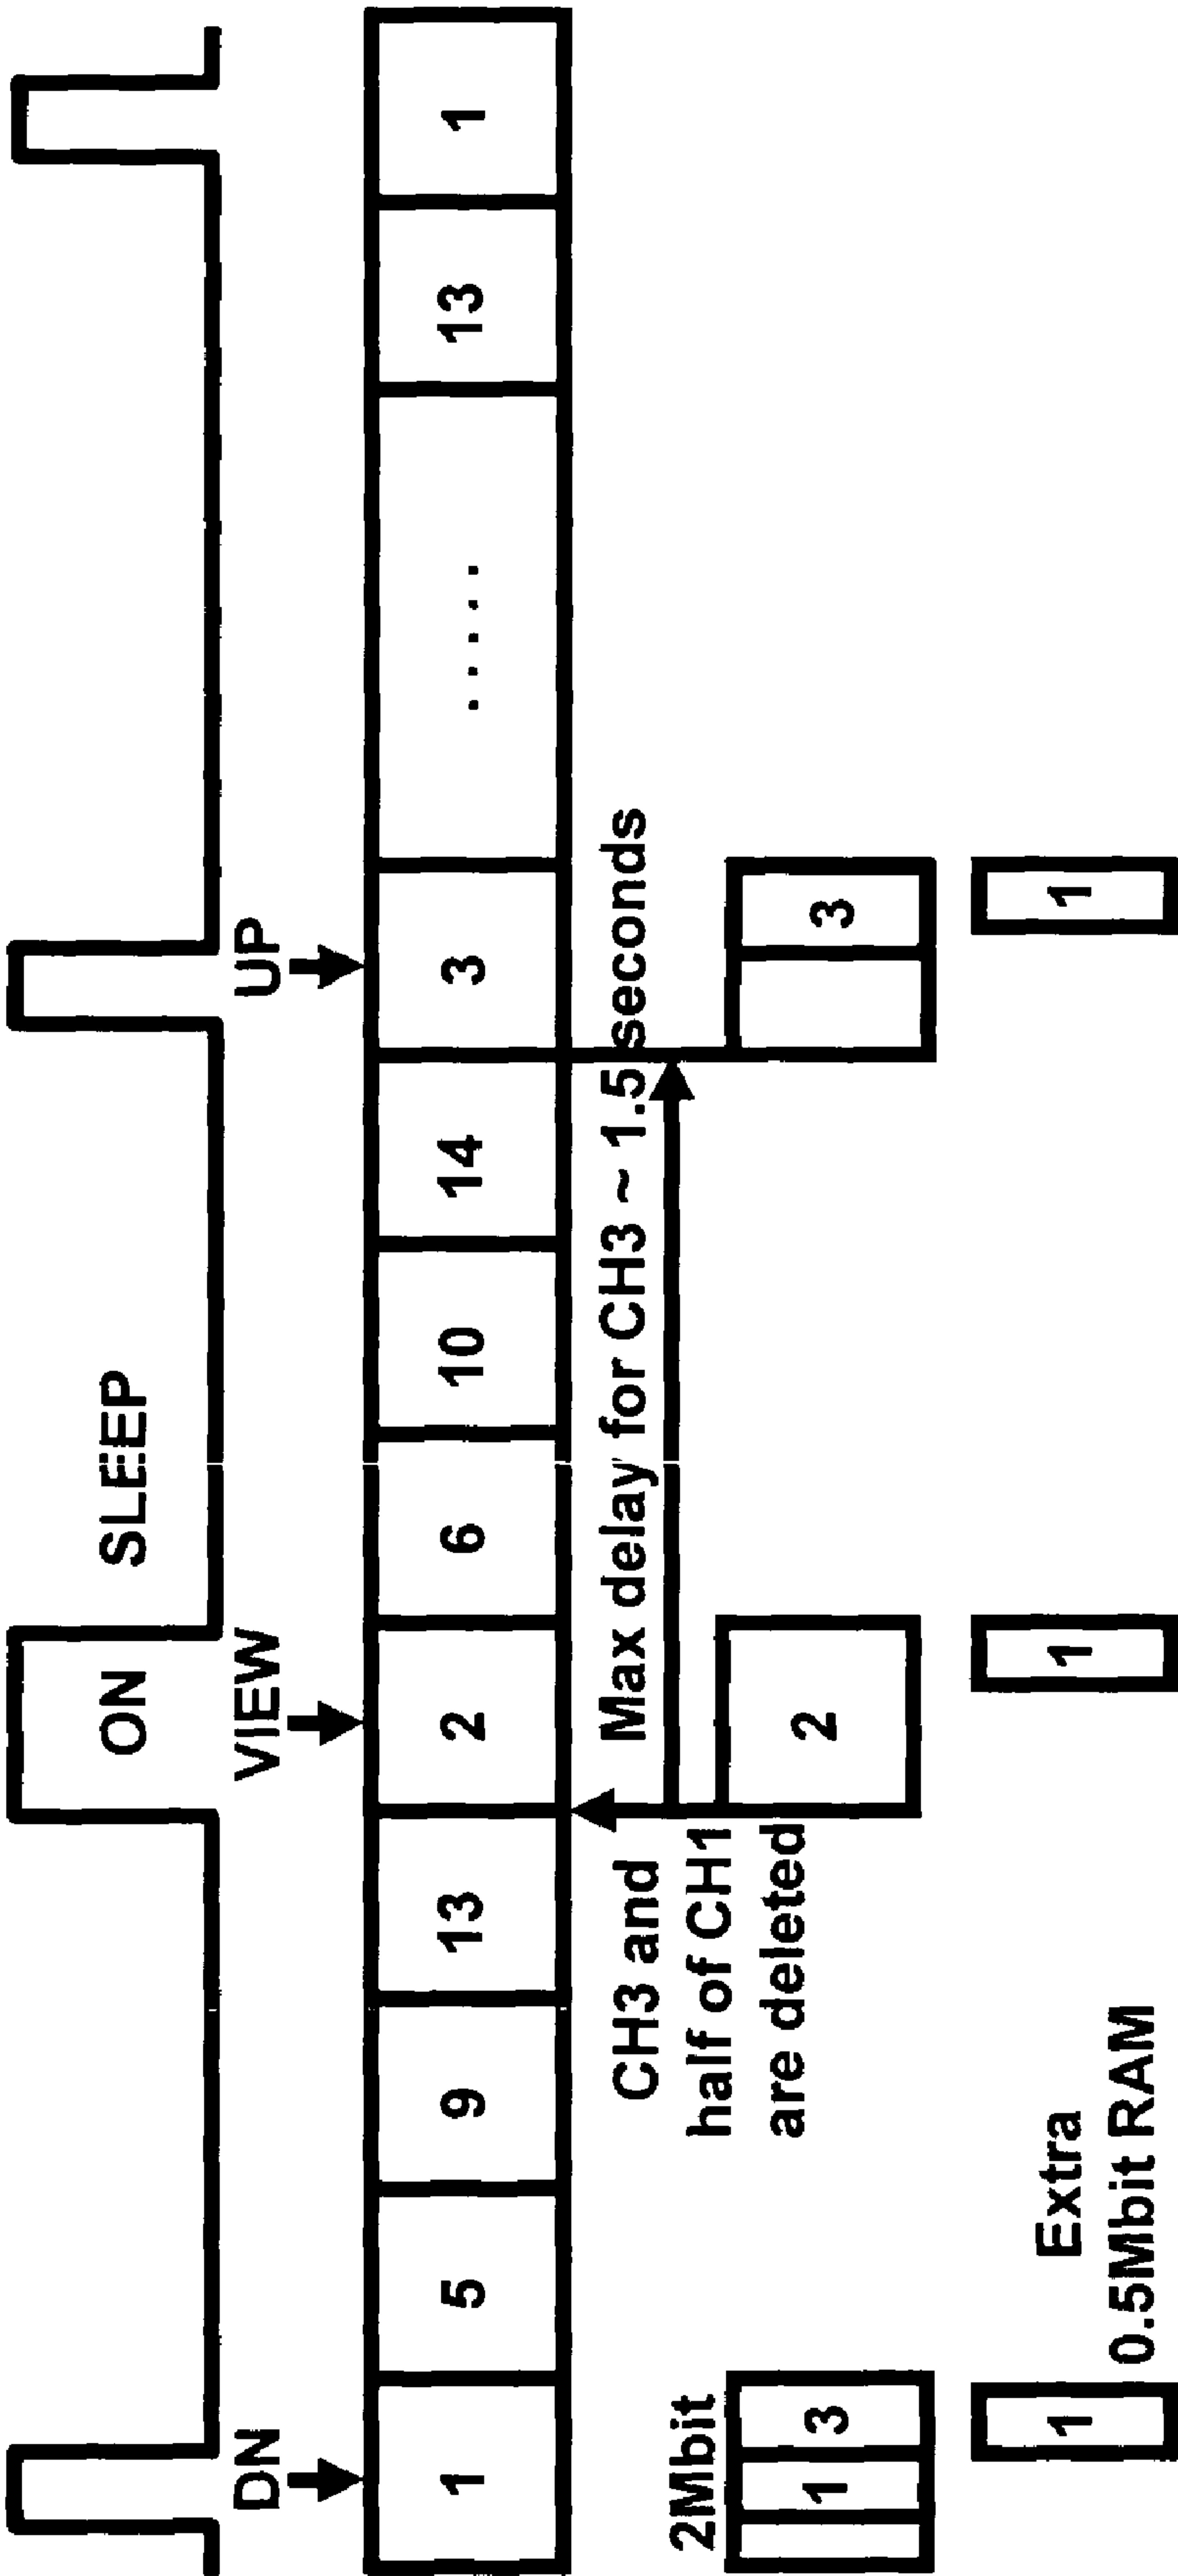 ON
SLEEP
DN
VIEW
UP
1
5
9
13
2
6
10
14
3
.....
13
1
Max delay for CH3 ~ 1.5 seconds
CH3 and
half of CH1
are deleted
2Mbit
1
3
2
3
Extra
0.5Mbit RAM
1
1
1